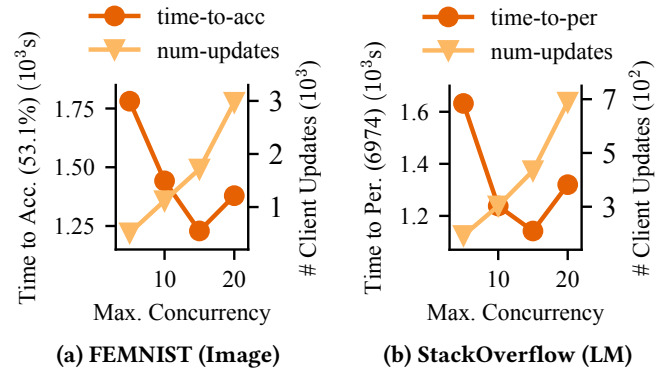 time-to-acc
num-updates
Time to Acc. (53.1%) (10³s)
1.75
1.50
1.25
3
2
1
# Client Updates (10³)
10
20
Max. Concurrency
(a) FEMNIST (Image)
time-to-per
num-updates
Time to Per. (6974) (10³s)
1.6
1.4
1.2
7
5
3
# Client Updates (10²)
10
20
Max. Concurrency
(b) StackOverflow (LM)